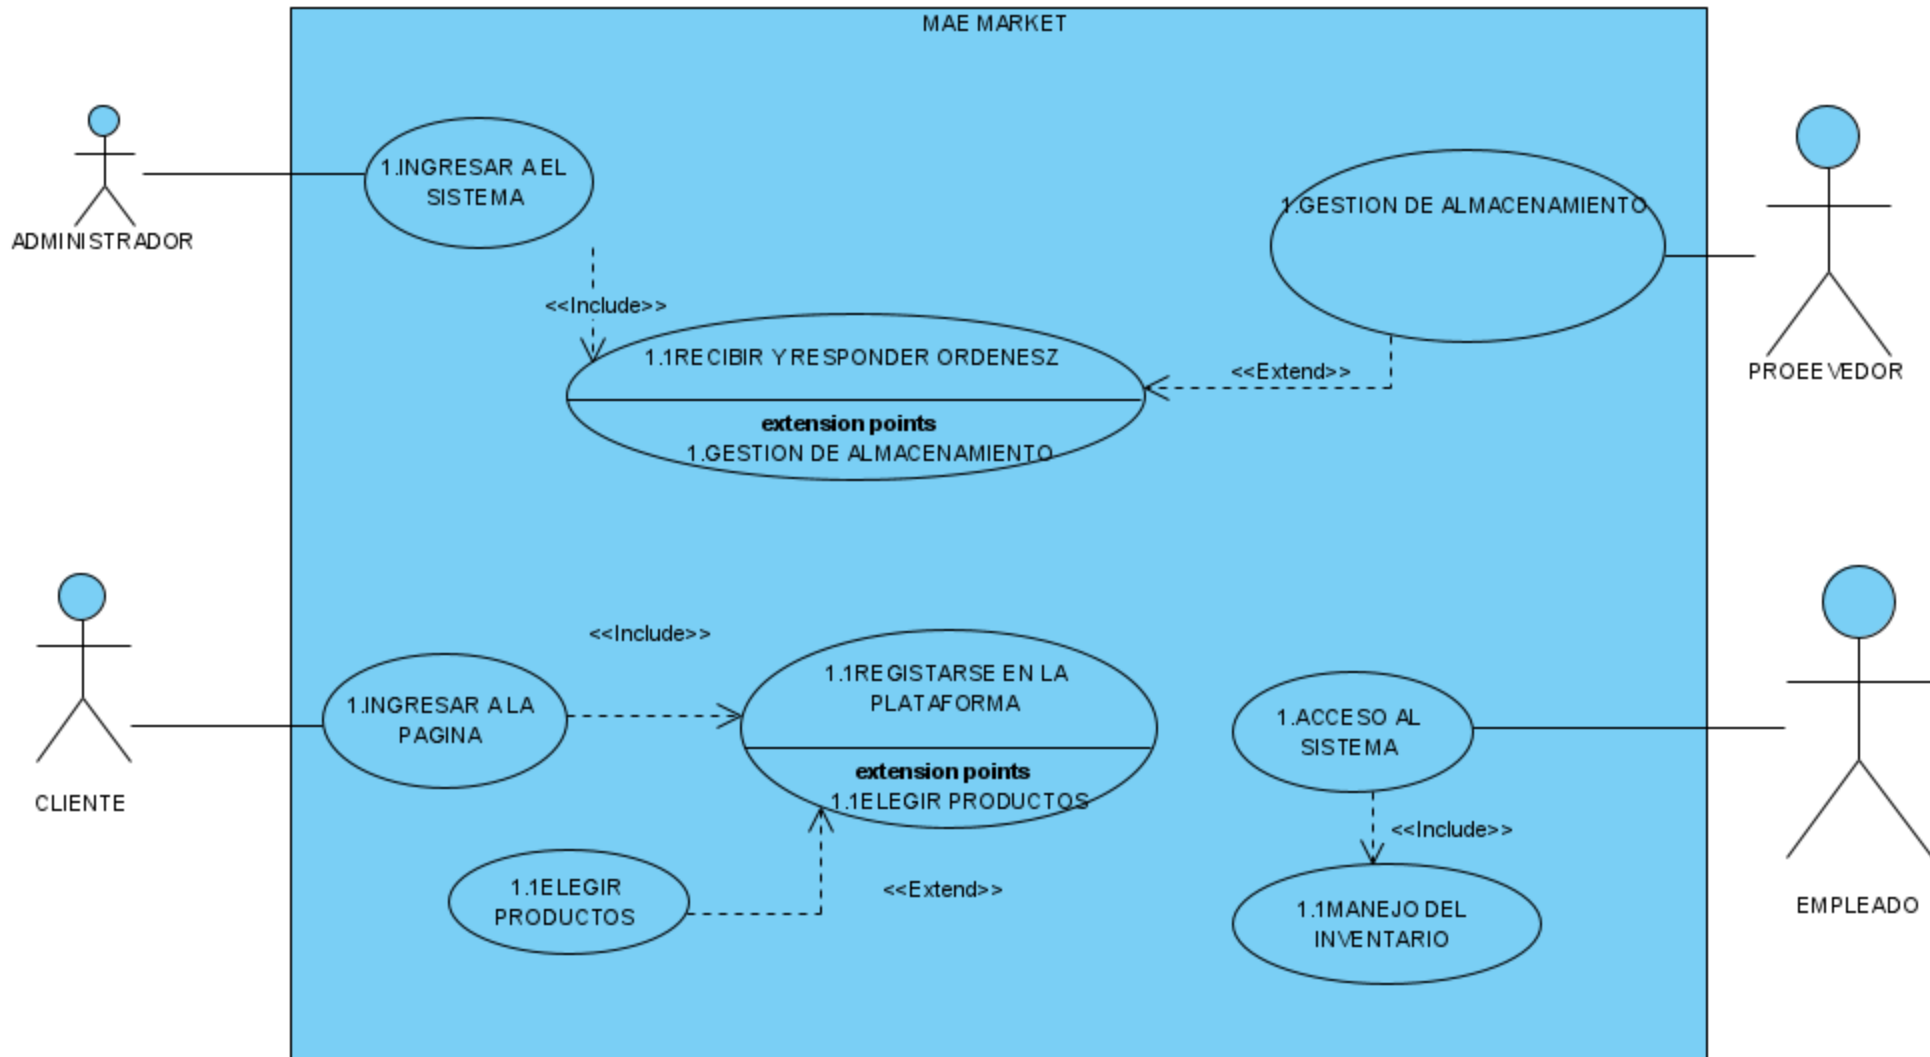 MAE MARKET
1.INGRESAR A EL
SISTEMA
ADMINISTRADOR
1.GESTION DE ALMACENAMIENTO
PROEEVEDOR
<<Include>>
1.1RECIBIR Y RESPONDER ORDENESZ
extension points
1.GESTION DE ALMACENAMIENTO
<<Extend>>
CLIENTE
1.INGRESAR A LA
PAGINA
<<Include>>
1.1REGISTARSE EN LA
PLATAFORMA
extension points
1.1ELEGIR PRODUCTOS
1.1ELEGIR
PRODUCTOS
<<Extend>>
1.ACCESO AL
SISTEMA
<<Include>>
1.1MANEJO DEL
INVENTARIO
EMPLEADO